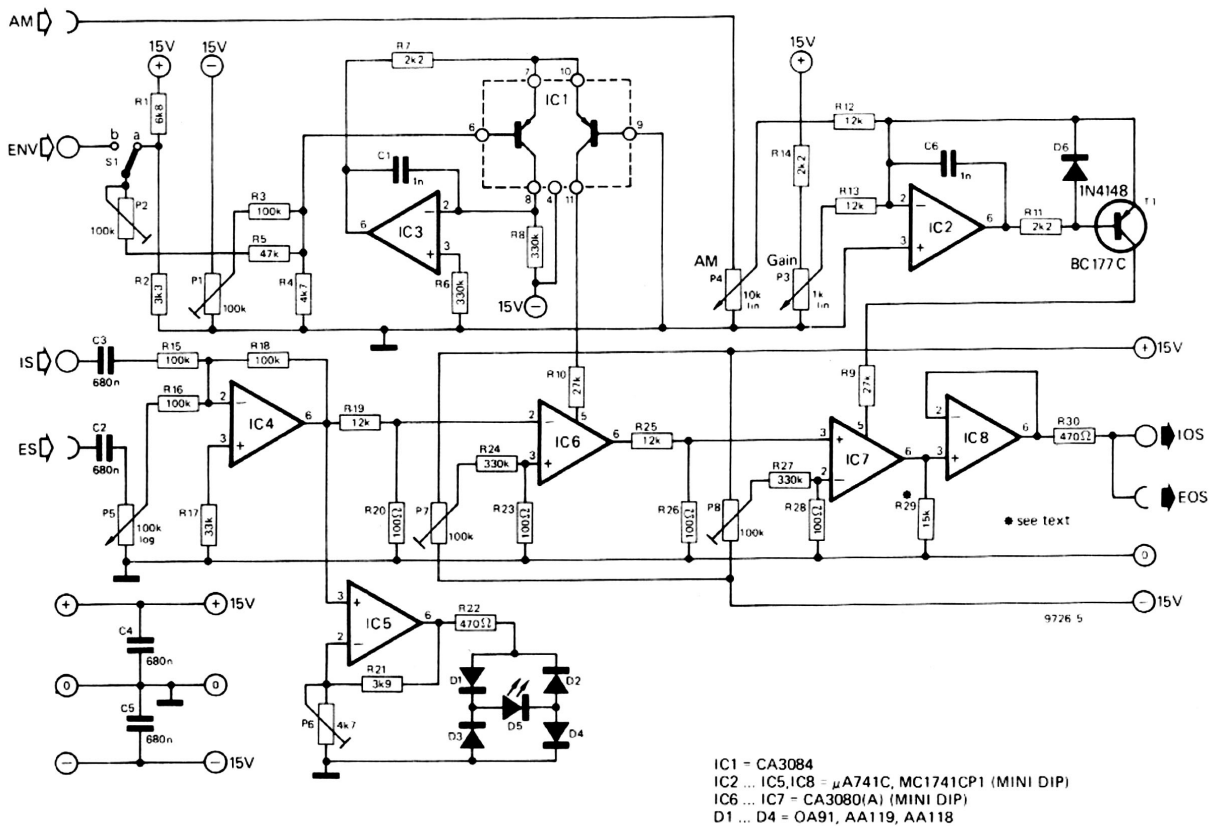 AM
15V
+
15V
−
R1
6k8
ENV
b
a
S1
P2
100k
R2
3k3
P1
100k
R3
100k
R5
47k
R4
4k7
R7
2k2
C1
1n
6
IC3
2
−
3
+
R6
330k
R8
330k
15V
−
7
10
IC1
6
9
8
4
11
15V
+
R14
2k2
R12
12k
R13
12k
C6
1n
D6
1N4148
T1
2
−
IC2
6
3
+
R11
2k2
BC177C
AM
P4
10k
lin
Gain
P3
1k
lin
IS
C3
680n
R15
100k
R18
100k
R16
100k
ES
C2
680n
P5
100k
log
R17
33k
2
−
IC4
6
3
+
R19
12k
R20
100Ω
R10
27k
R24
330k
P7
100k
R23
100Ω
2
−
5
IC6
6
3
+
R25
12k
R26
100Ω
R9
27k
R27
330k
P8
100k
R28
100Ω
3
+
5
IC7
6
2
−
R29
15k
2
−
IC8
6
3
+
R30
470Ω
+ 15V
IOS
EOS
• see text
0
− 15V
9726 5
+
+ 15V
C4
680n
0
0
C5
680n
−
− 15V
3
+
IC5
6
2
−
R22
470Ω
R21
3k9
P6
4k7
D1
D2
D5
D3
D4
IC1 = CA3084
IC2 ... IC5,IC8 = μA741C, MC1741CP1 (MINI DIP)
IC6 ... IC7 = CA3080(A) (MINI DIP)
D1 ... D4 = OA91, AA119, AA118